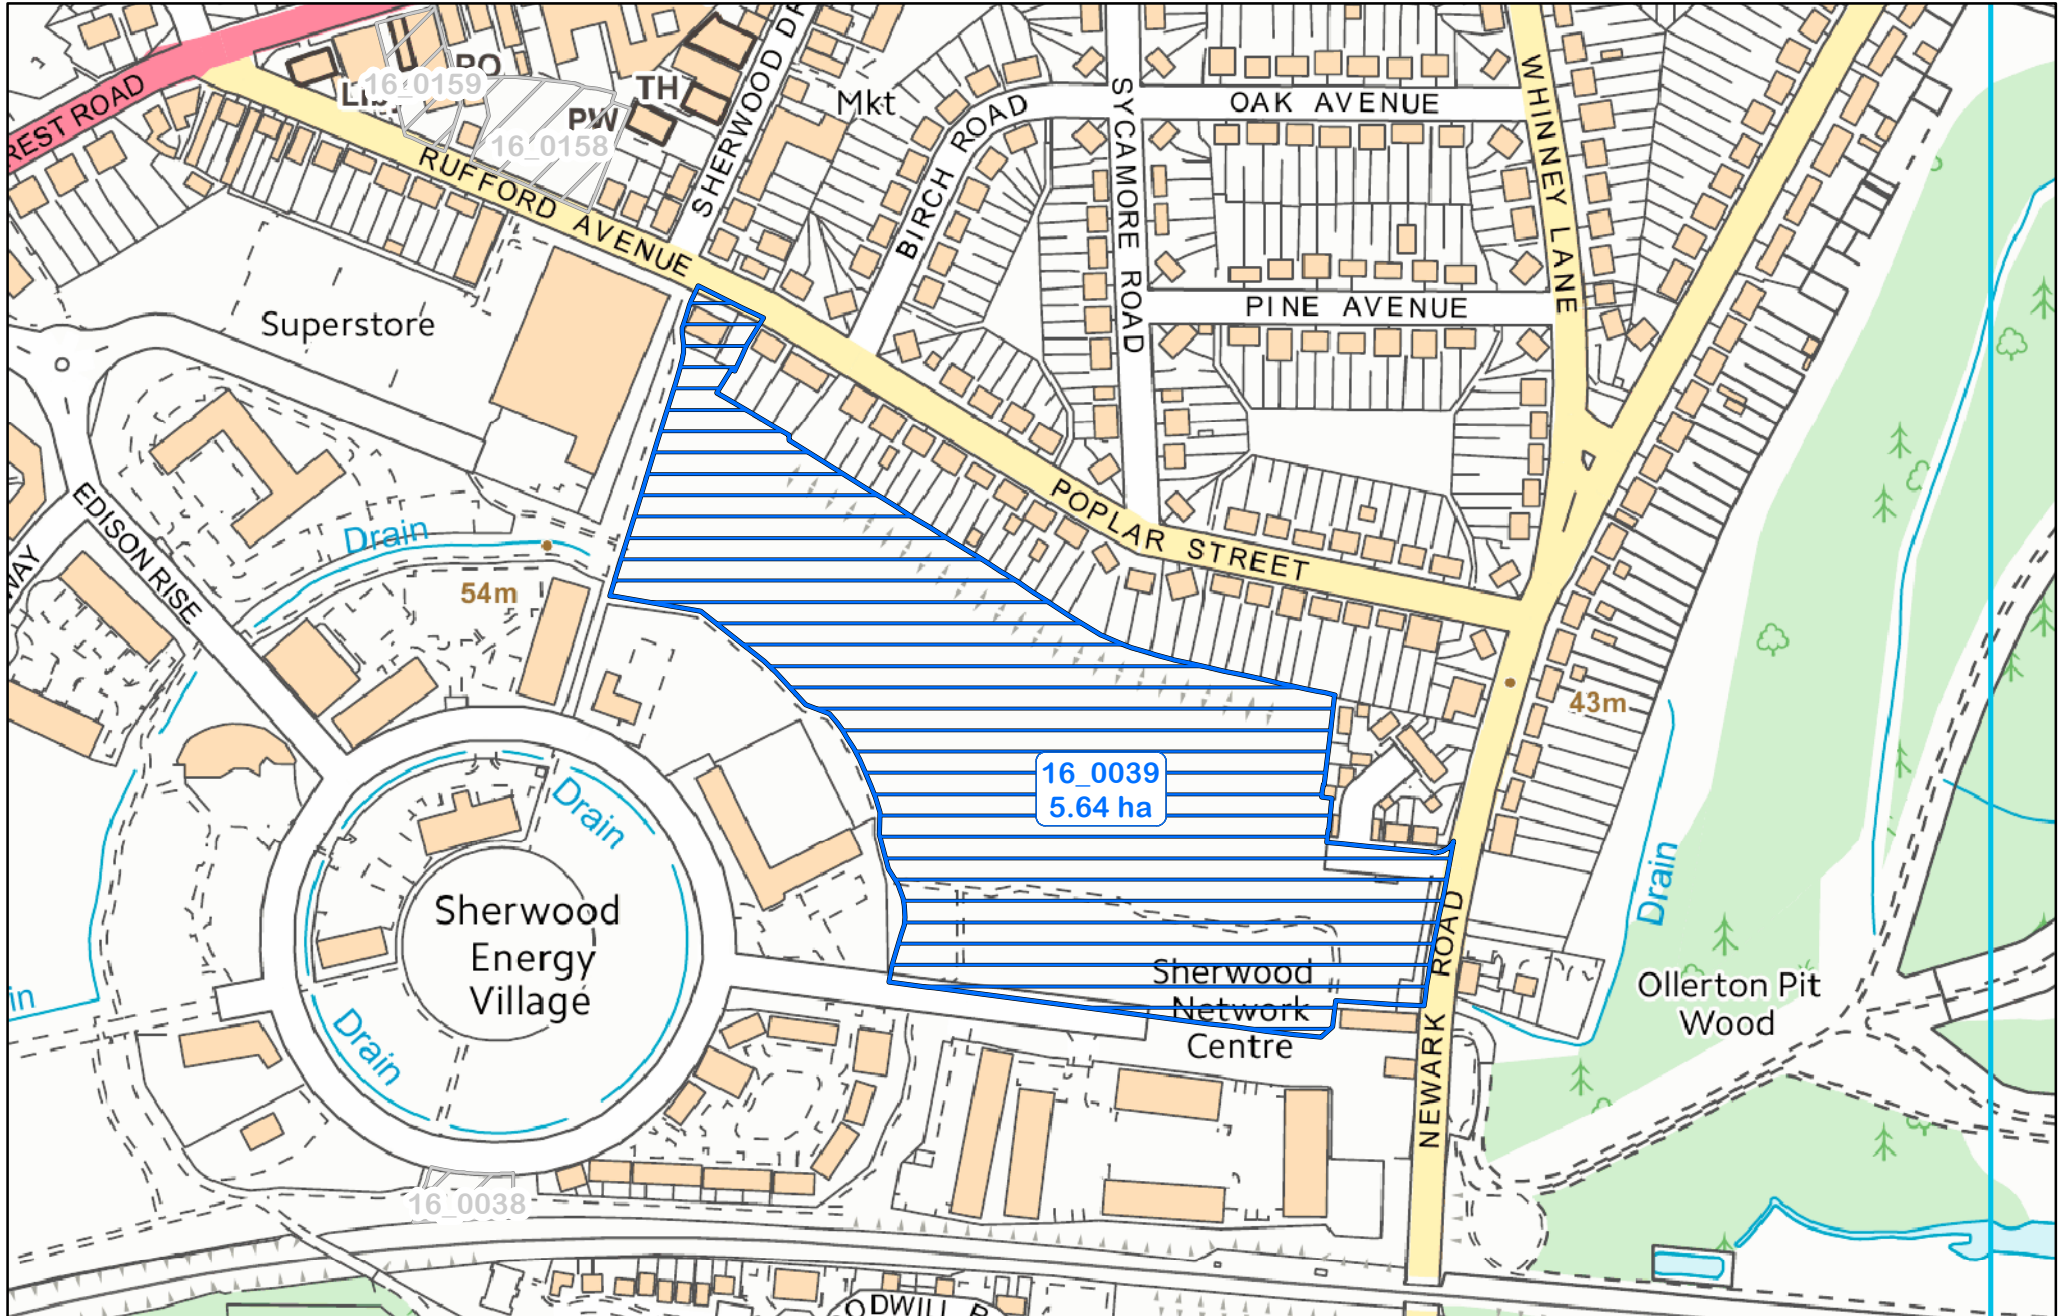 REST ROAD
16_0159
PO
TH
PW
16_0158
SHERWOOD DR
Mkt
RUFFORD AVENUE
BIRCH ROAD
SYCAMORE ROAD
OAK AVENUE
WHINNEY LANE
PINE AVENUE
Superstore
POPLAR STREET
EDISON RISE
WAY
Drain
54m
43m
16_0039
5.64 ha
Drain
Drain
Drain
in
Sherwood
Energy
Village
Sherwood
Network
Centre
NEWARK ROAD
Ollerton Pit
Wood
16_0038